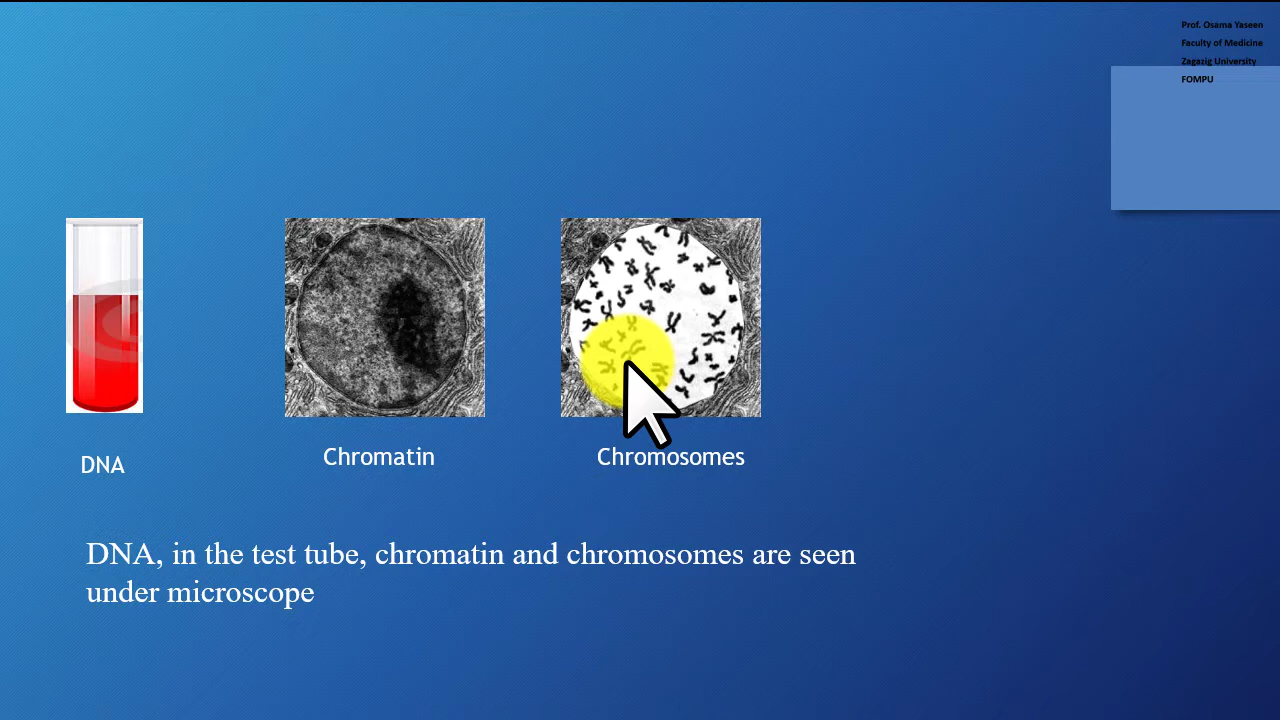 Prof. Osama Yaseen
Faculty of Medicine
Zagazig University
FOMPU
DNA
Chromatin
Chromosomes
DNA, in the test tube, chromatin and chromosomes are seen
under microscope